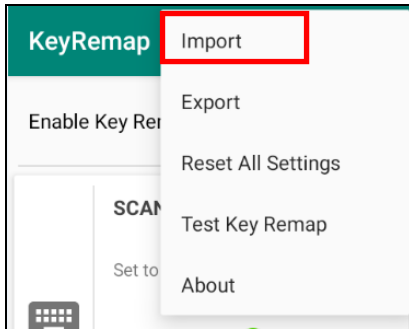 KeyRemap
Import
Export
Enable Key Re
Reset All Settings
SCAN
Test Key Remap
Set to
About